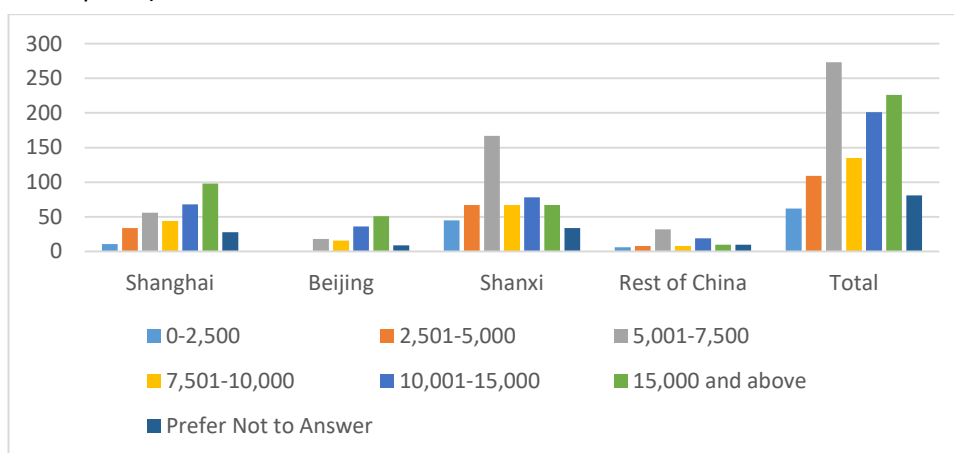 300
250
200
150
100
50
0
Shanghai Beijing Shanxi Rest of China Total
0-2,500 2,501-5,000 5,001-7,500
7,501-10,000 10,001-15,000 15,000 and above
Prefer Not to Answer